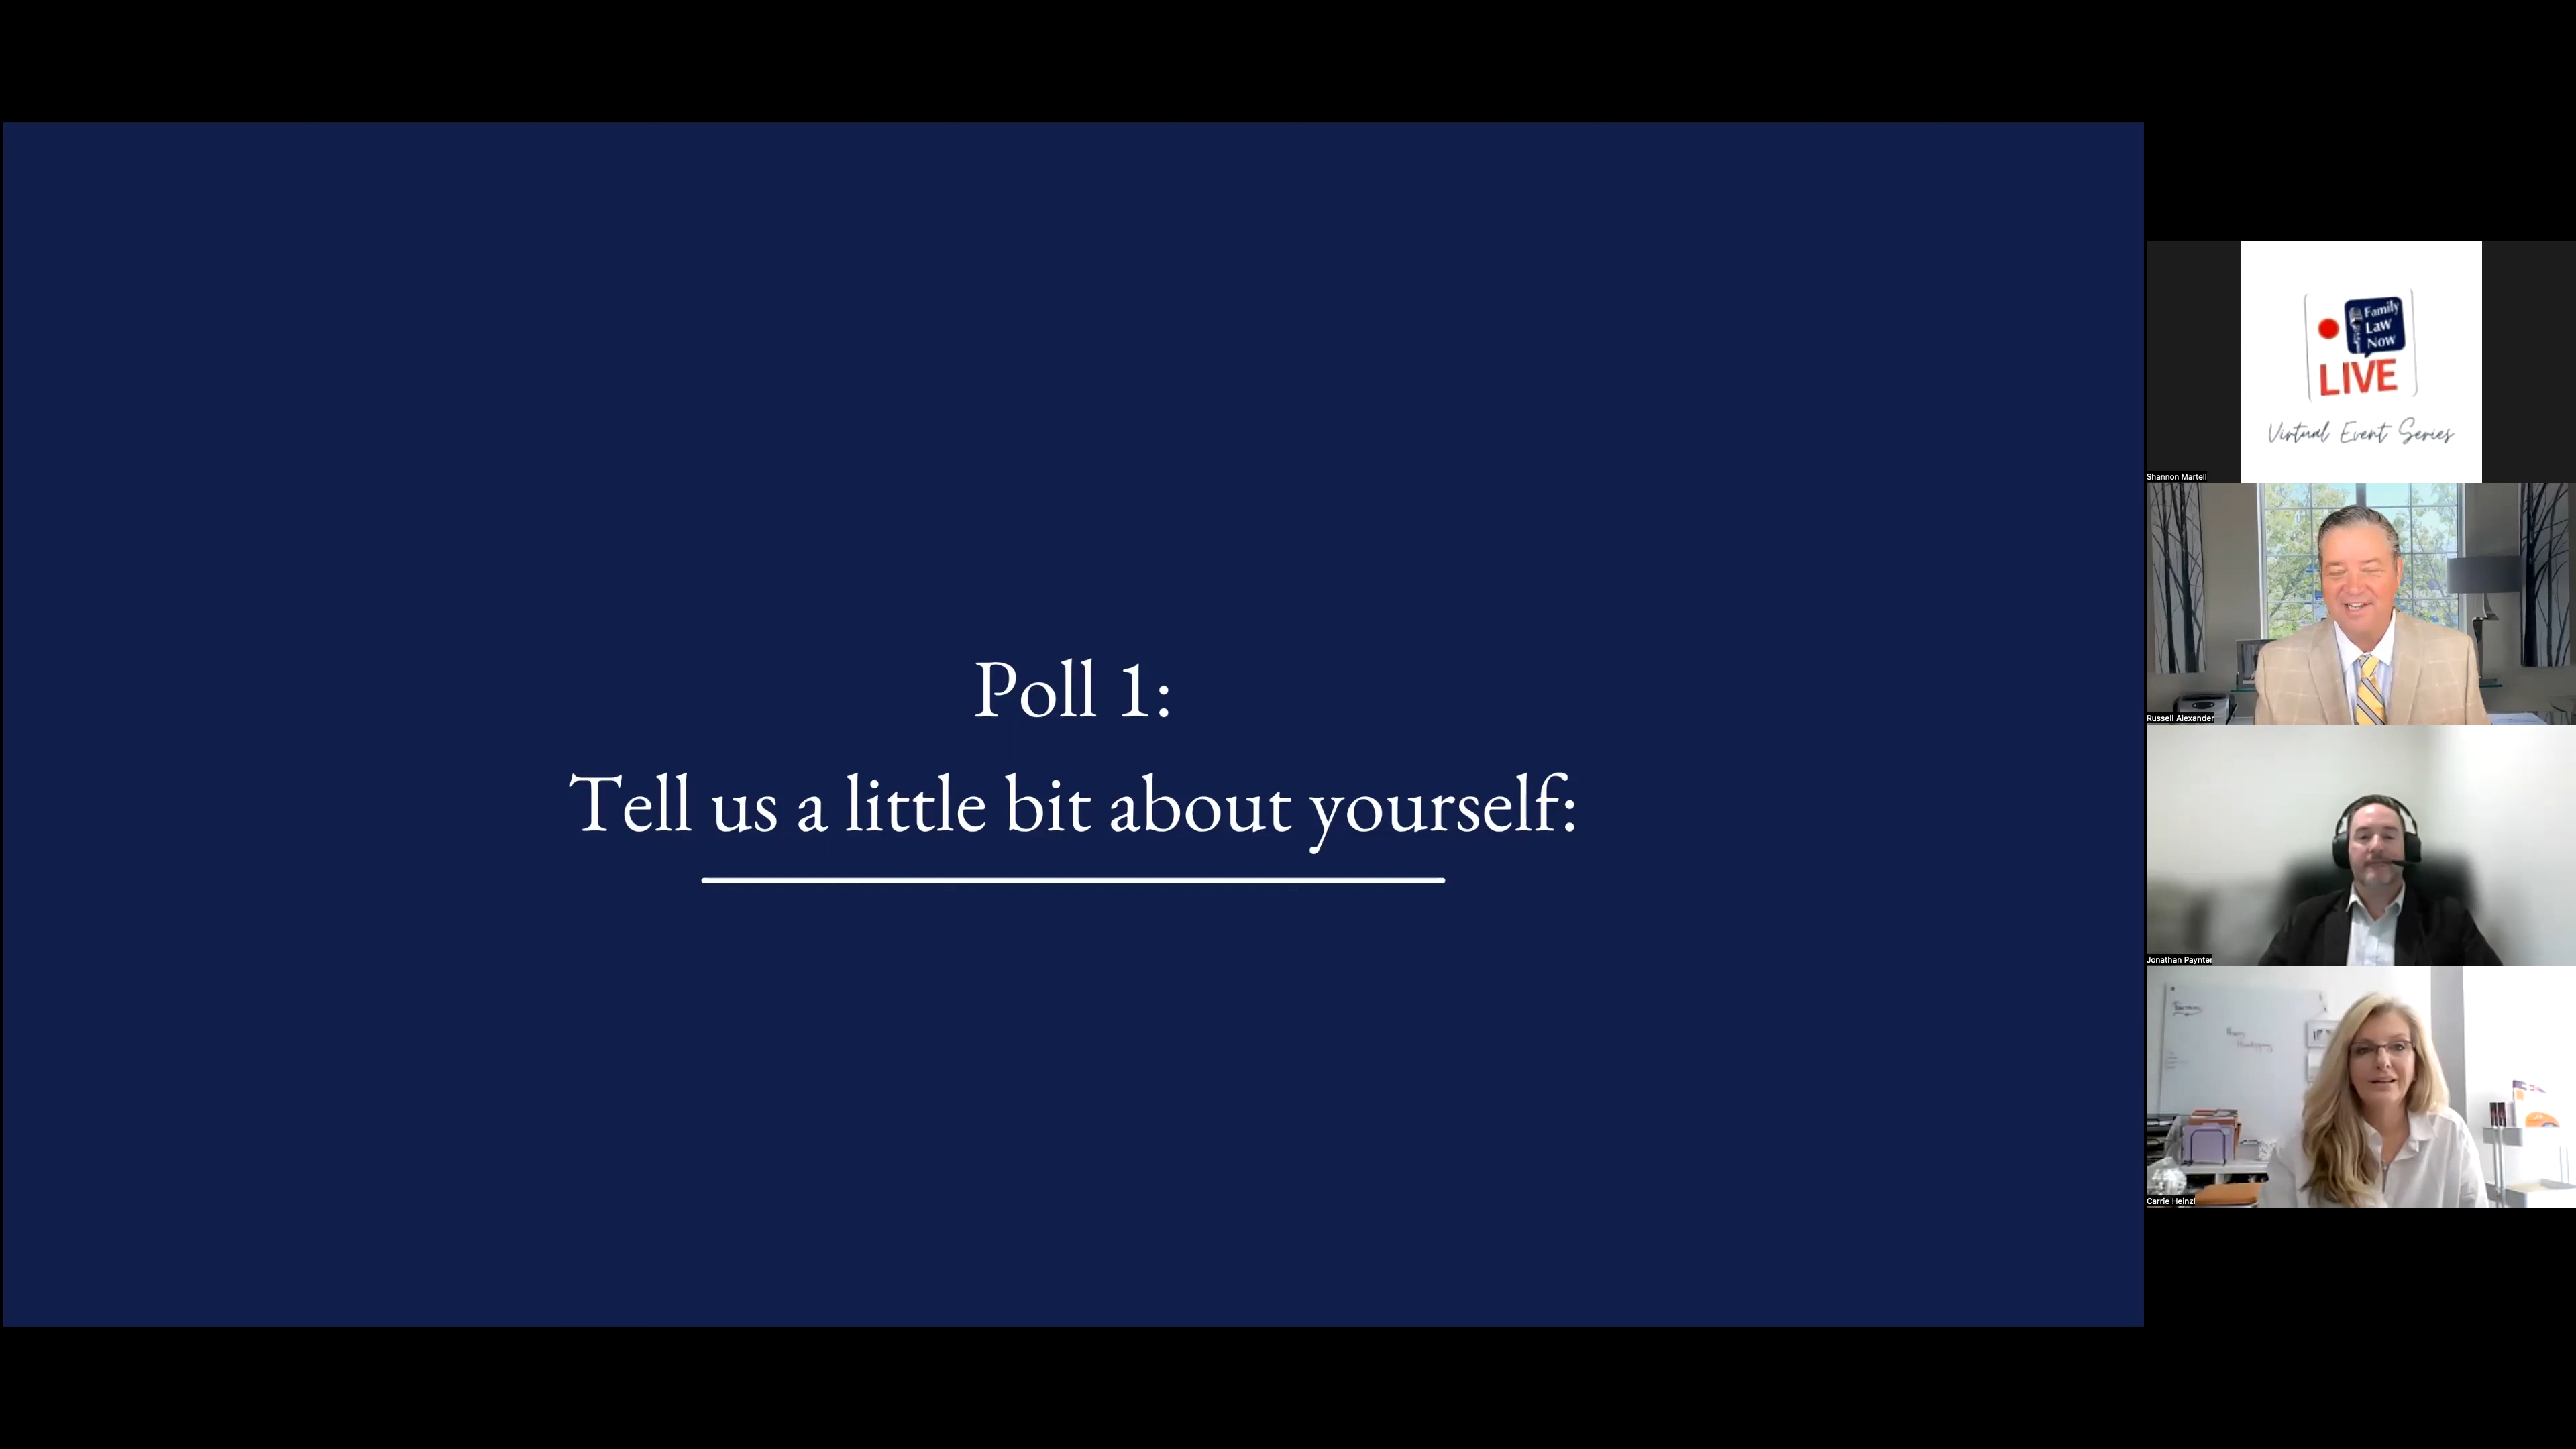 Poll 1:
Tell us a little bit about yourself:
Family
Law
Now
LIVE
Virtual Event Series
Shannon Martell
Russell Alexander
Jonathan Paynter
Carrie Heinzl